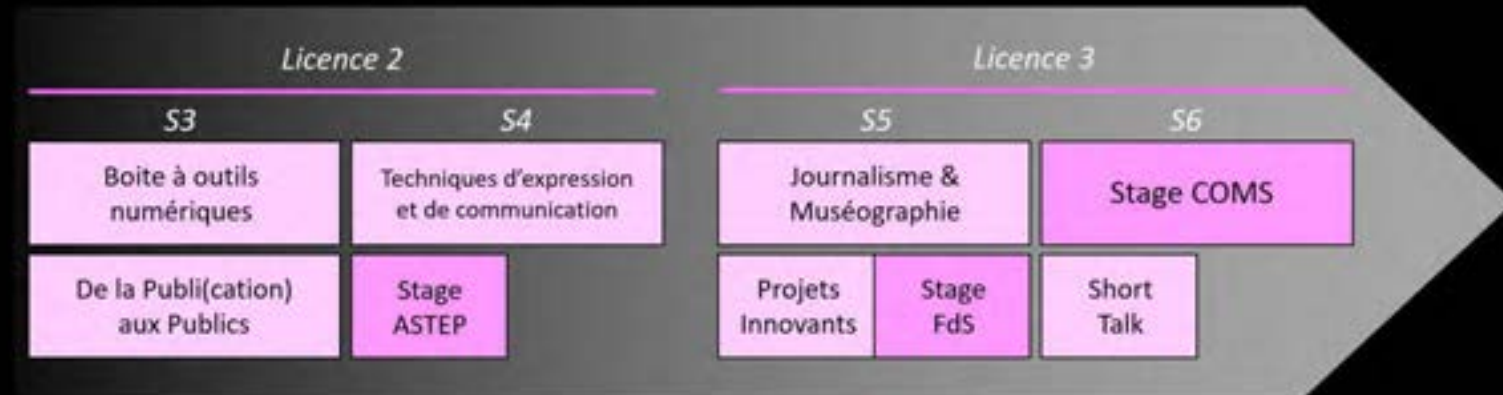 Licence 2
Licence 3
S3
S4
S5
S6
Boite à outils
numériques
Techniques d'expression
et de communication
Journalisme &
Muséographie
Stage COMS
De la Publi(cation)
aux Publics
Stage
ASTEP
Projets
Innovants
Stage
FdS
Short
Talk